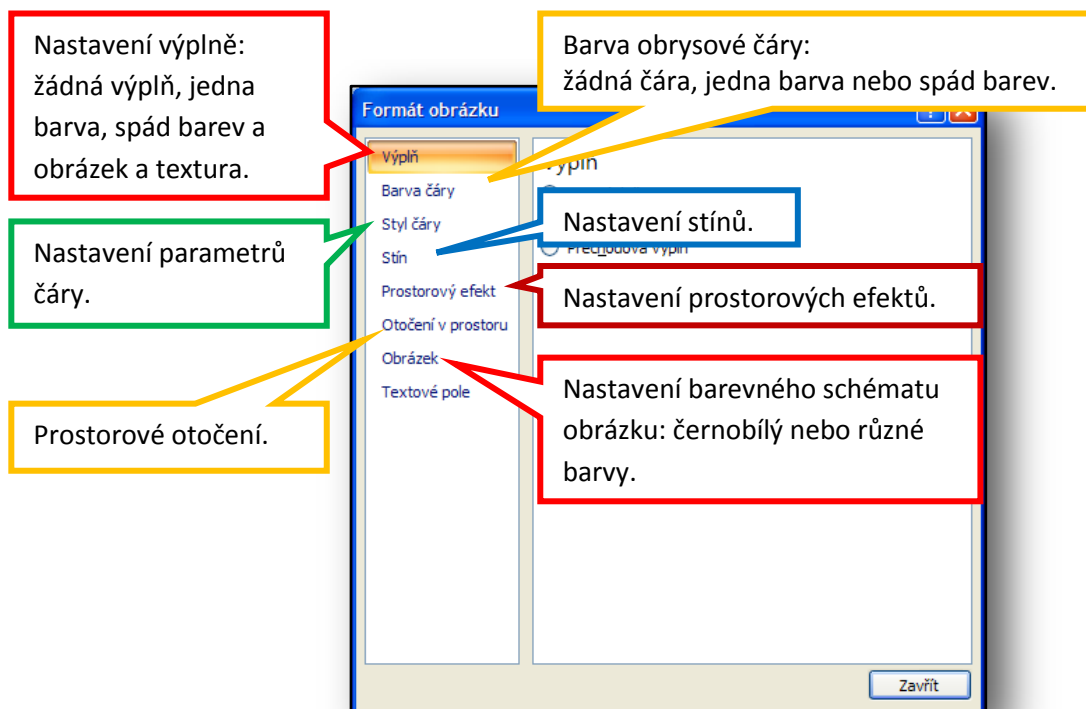 Nastavení výplně:
žádná výplň, jedna
barva, spád barev a
obrázek a textura.
Barva obrysové čáry:
žádná čára, jedna barva nebo spád barev.
Formát obrázku
Výplň
Barva čáry
Styl čáry
Stín
Prostorový efekt
Otočení v prostoru
Obrázek
Textové pole
Výplň
Přechodová výplň
Nastavení parametrů
čáry.
Nastavení stínů.
Nastavení prostorových efektů.
Prostorové otočení.
Nastavení barevného schématu
obrázku: černobílý nebo různé
barvy.
Zavřít